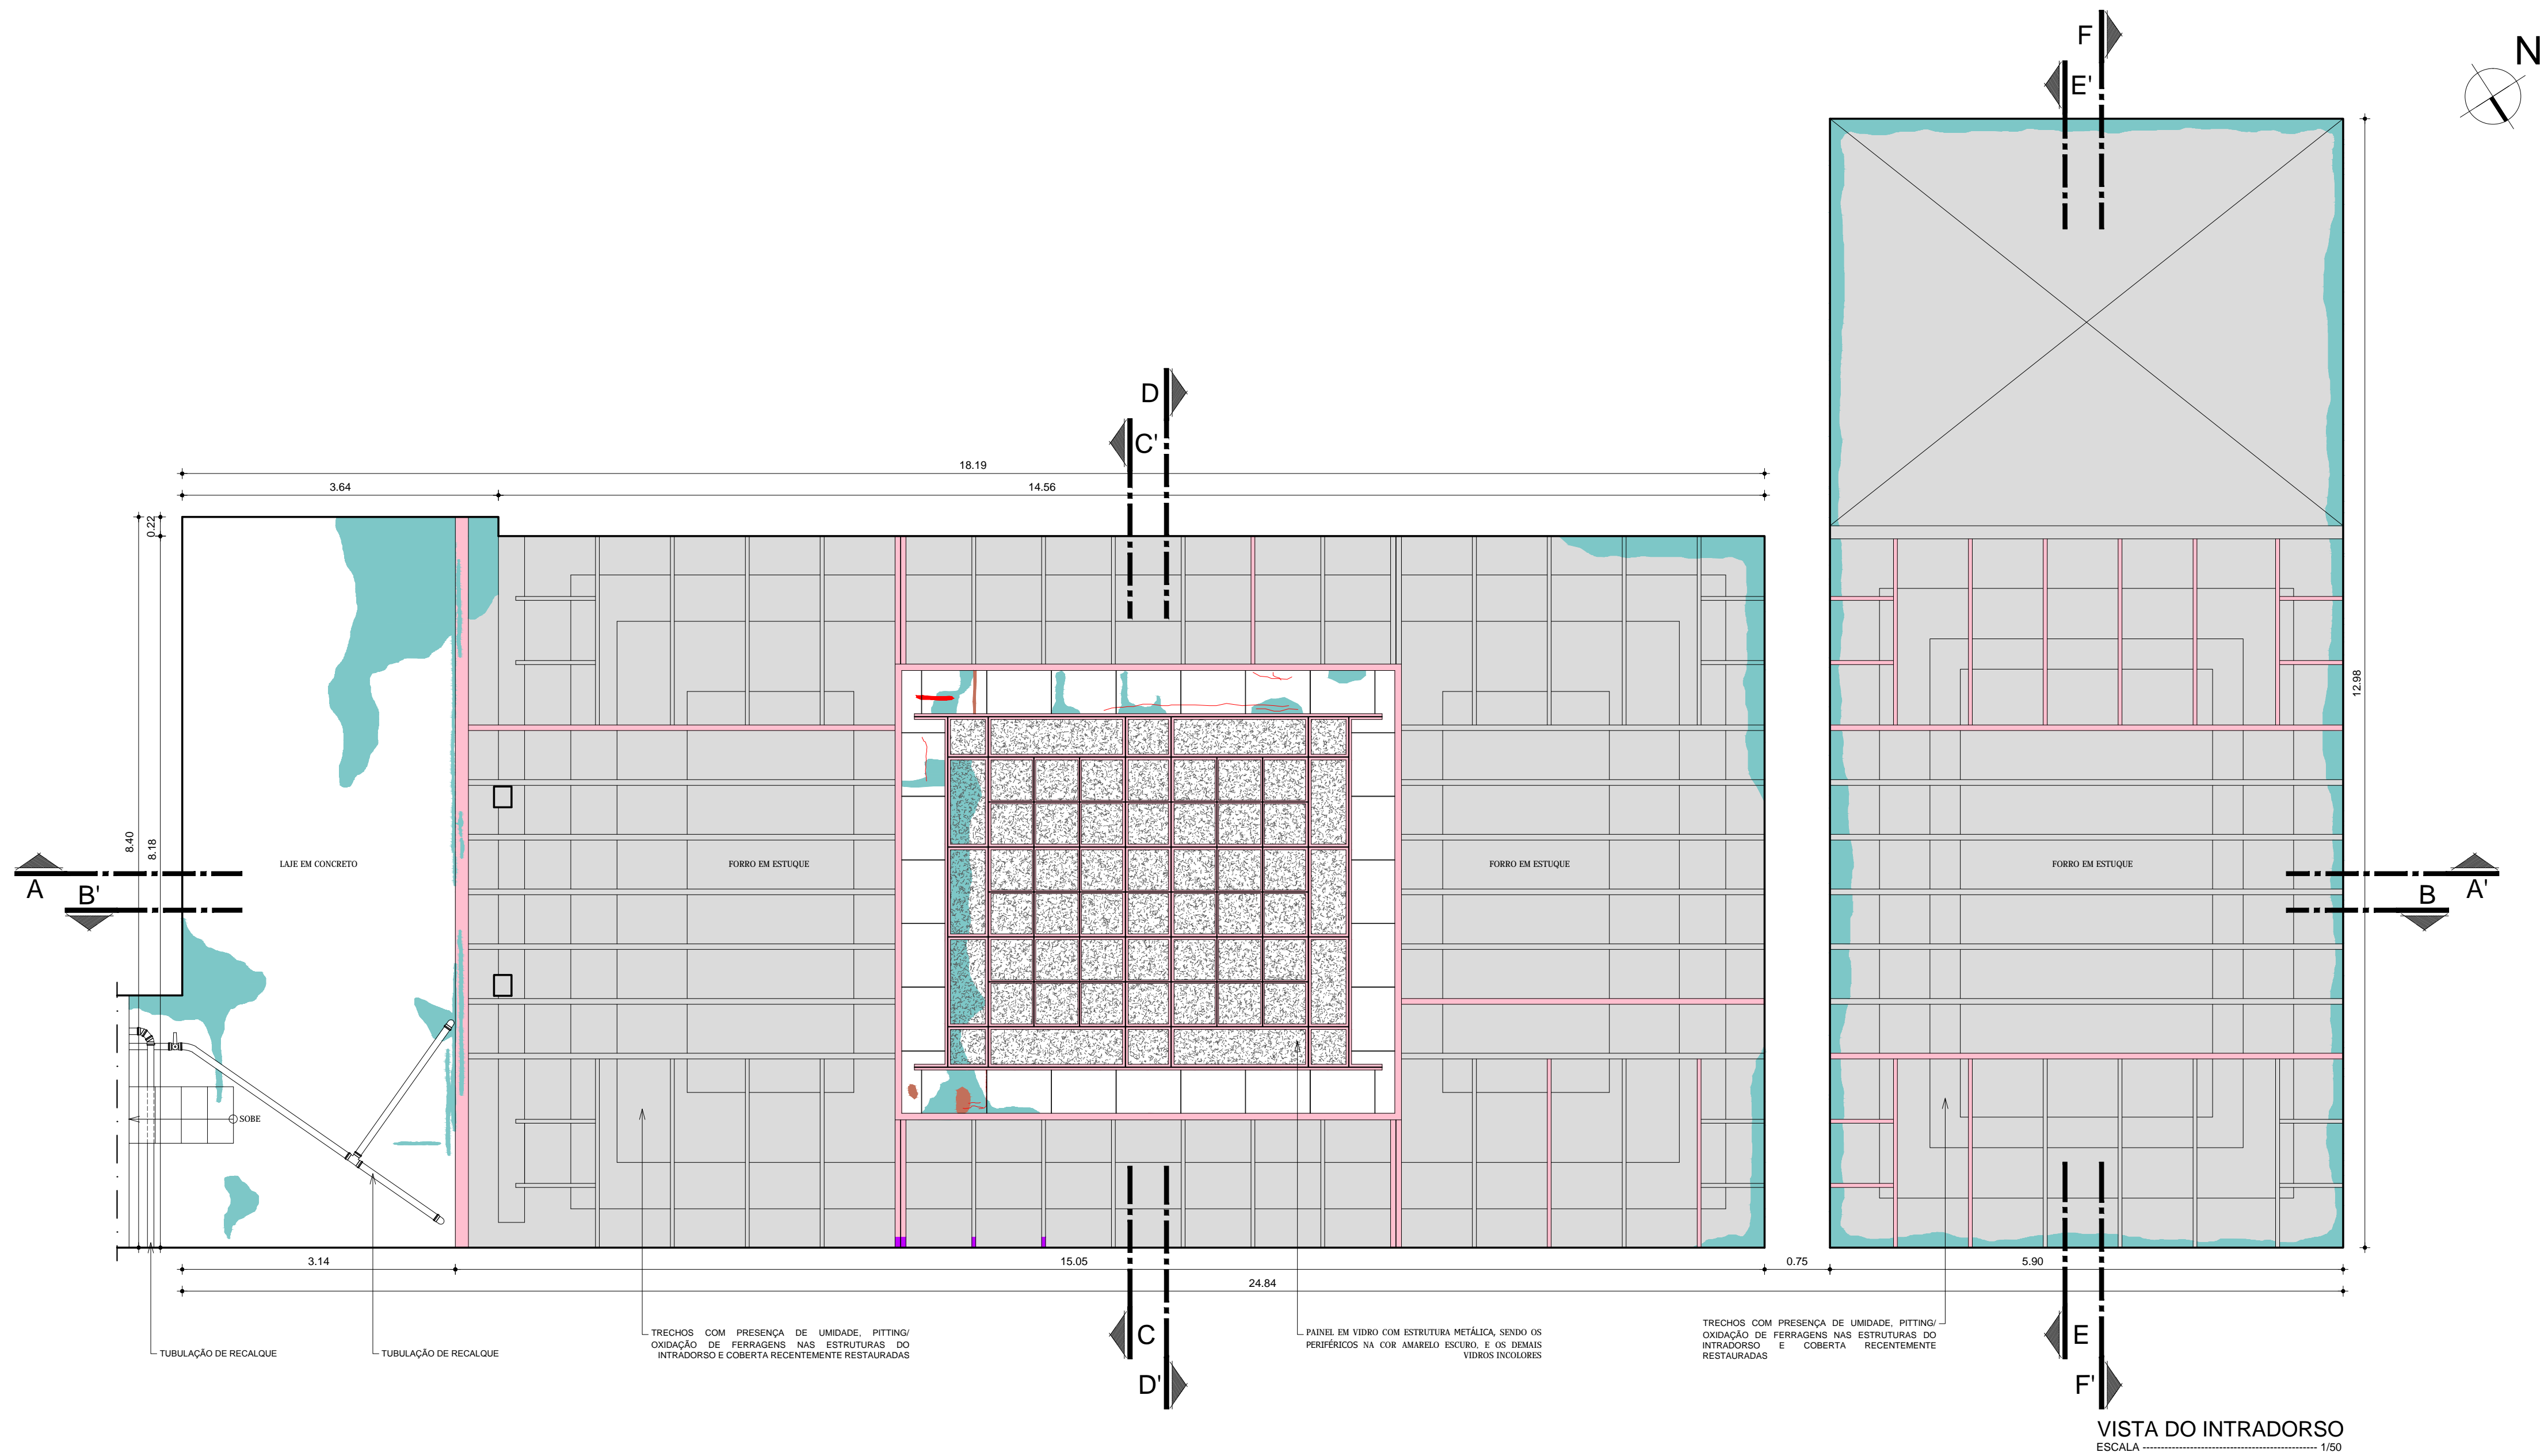 N
F
E'
D
C'
18.19
3.64
14.56
0.22
8.40
8.18
12.98
LAJE EM CONCRETO
FORRO EM ESTUQUE
FORRO EM ESTUQUE
FORRO EM ESTUQUE
A
B'
B
A'
SOBE
3.14
15.05
0.75
5.90
24.84
TUBULAÇÃO DE RECALQUE
TUBULAÇÃO DE RECALQUE
TRECHOS COM PRESENÇA DE UMIDADE, PITTING/
OXIDAÇÃO DE FERRAGENS NAS ESTRUTURAS DO
INTRADORSO E COBERTA RECENTEMENTE RESTAURADAS
C
D'
PAINEL EM VIDRO COM ESTRUTURA METÁLICA, SENDO OS
PERIFÉRICOS NA COR AMARELO ESCURO, E OS DEMAIS
VIDROS INCOLORES
TRECHOS COM PRESENÇA DE UMIDADE, PITTING/
OXIDAÇÃO DE FERRAGENS NAS ESTRUTURAS DO
INTRADORSO E COBERTA RECENTEMENTE
RESTAURADAS
E
F'
VISTA DO INTRADORSO
ESCALA ------------------------------------------------ 1/50